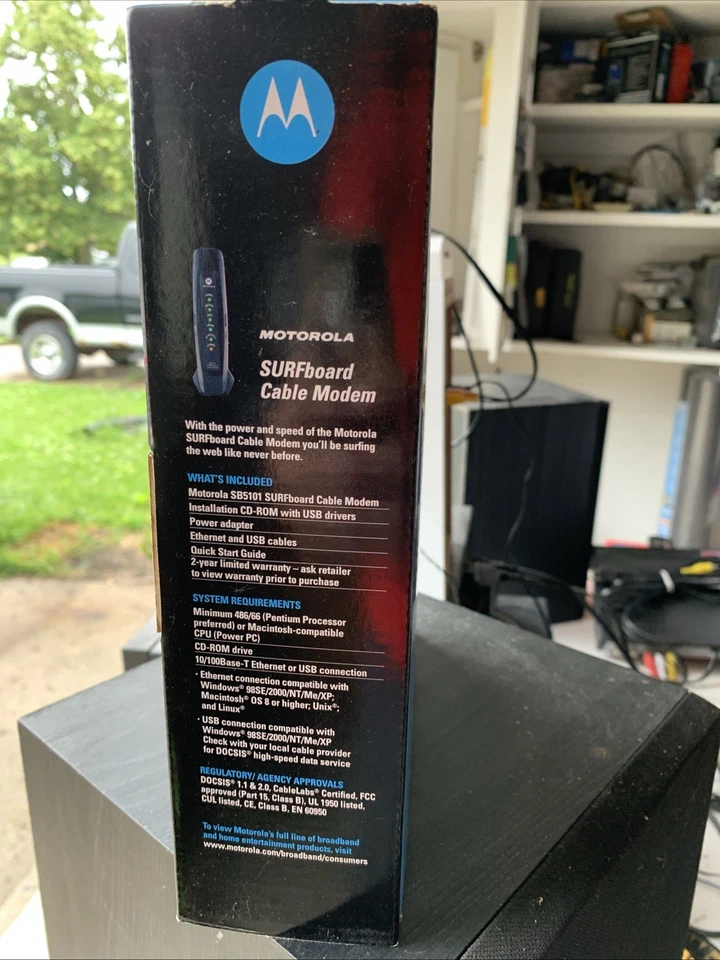 MOTOROLA
SURFboard
Cable Modem
With the power and speed of the Motorola
SURFboard Cable Modem you'll be surfing
the web like never before.
WHAT'S INCLUDED
Motorola SB5101 SURFboard Cable Modem
Installation CD-ROM with USB drivers
Power adapter
Ethernet and USB cables
Quick Start Guide
2-year limited warranty – ask retailer
to view warranty prior to purchase
SYSTEM REQUIREMENTS
Minimum 486/66 (Pentium Processor
preferred) or Macintosh-compatible
CPU (Power PC)
CD-ROM drive
10/100Base-T Ethernet or USB connection
· Ethernet connection compatible with
Windows® 98SE/2000/NT/Me/XP;
Macintosh® OS 8 or higher; Unix®;
and Linux®
· USB connection compatible with
Windows® 98SE/2000/NT/Me/XP
Check with your local cable provider
for DOCSIS® high-speed data service
REGULATORY/ AGENCY APPROVALS
DOCSIS® 1.1 & 2.0, CableLabs® Certified, FCC
approved (Part 15, Class B), UL 1950 listed,
CUL listed, CE, Class B, EN 60950
To view Motorola's full line of broadband
and home entertainment products, visit
www.motorola.com/broadband/consumers